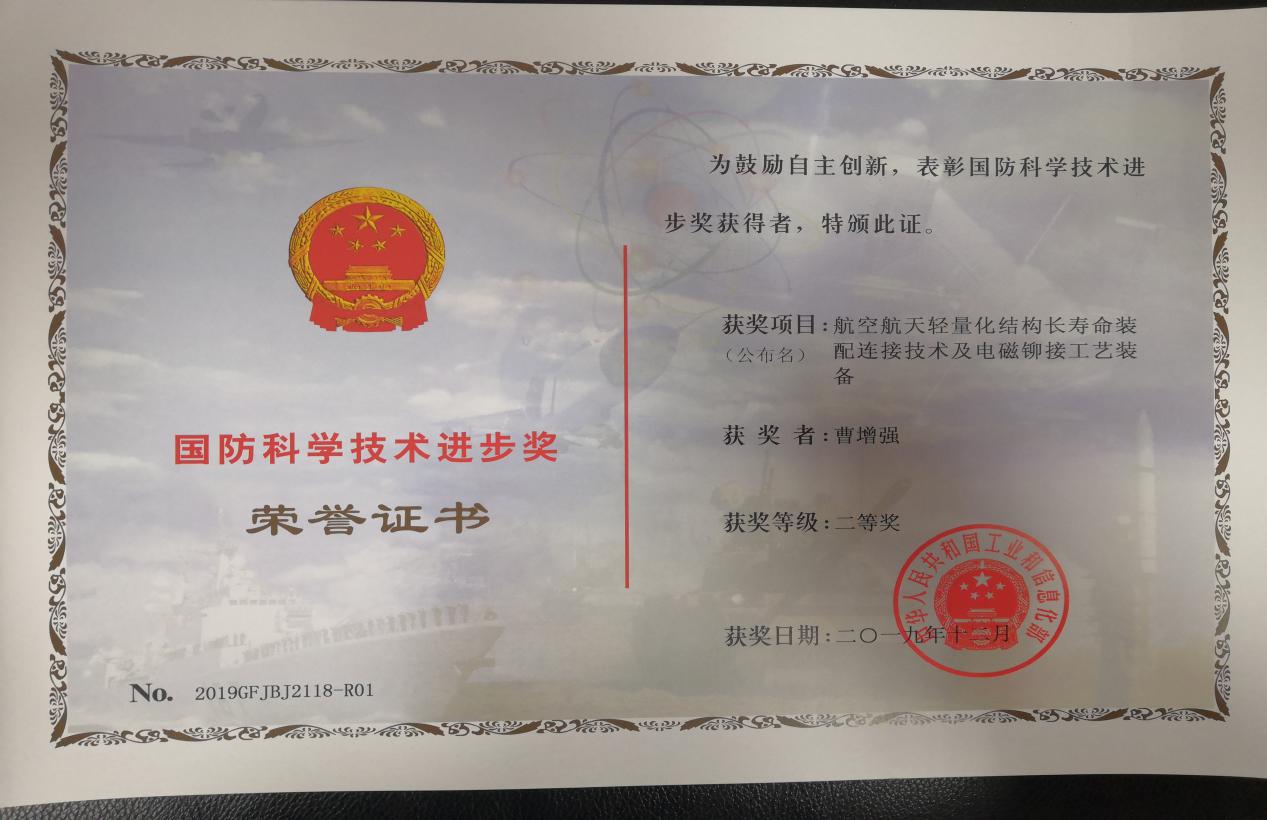 国防科学技术进步奖
荣誉证书
No. 2019GFJBJ2118-R01
为鼓励自主创新，表彰国防科学技术进
步奖获得者，特颁此证。
获奖项目：航空航天轻量化结构长寿命装
（公布名） 配连接技术及电磁铆接工艺装
备
获 奖 者：曹增强
获奖等级：二等奖
获奖日期：二〇一九年十二月
中华人民共和国工业和信息化部